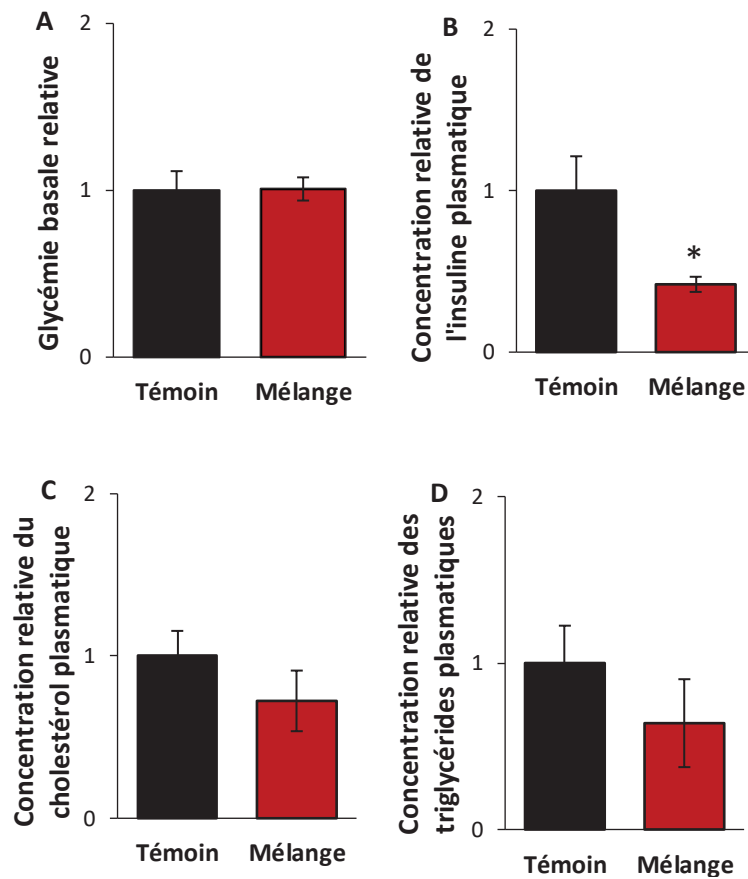 A
Glycémie basale relative
2
1
0
Témoin Mélange
B
Concentration relative de
l'insuline plasmatique
2
1
0
*
Témoin Mélange
C
Concentration relative du
cholestérol plasmatique
2
1
0
Témoin Mélange
D
Concentration relative des
triglycérides plasmatiques
2
1
0
Témoin Mélange